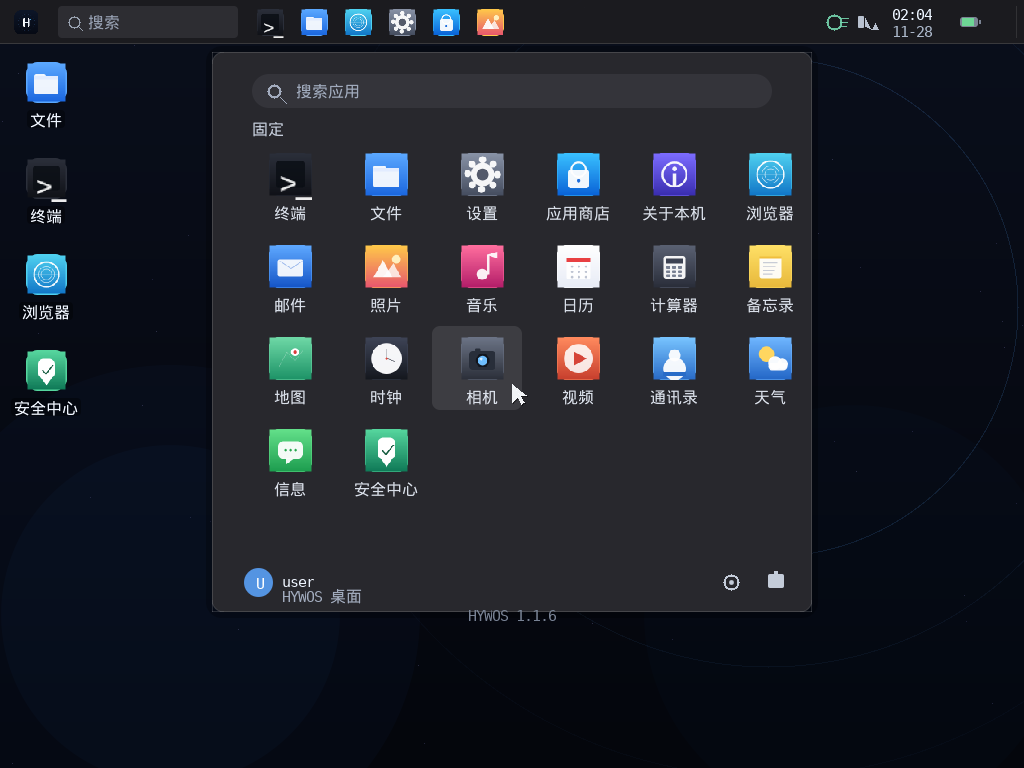 H
搜索
02:04
11-28
文件
终端
浏览器
安全中心
搜索应用
固定
终端
文件
设置
应用商店
关于本机
浏览器
邮件
照片
音乐
日历
计算器
备忘录
地图
时钟
相机
视频
通讯录
天气
信息
安全中心
U
user
HYWOS 桌面
HYWOS 1.1.6